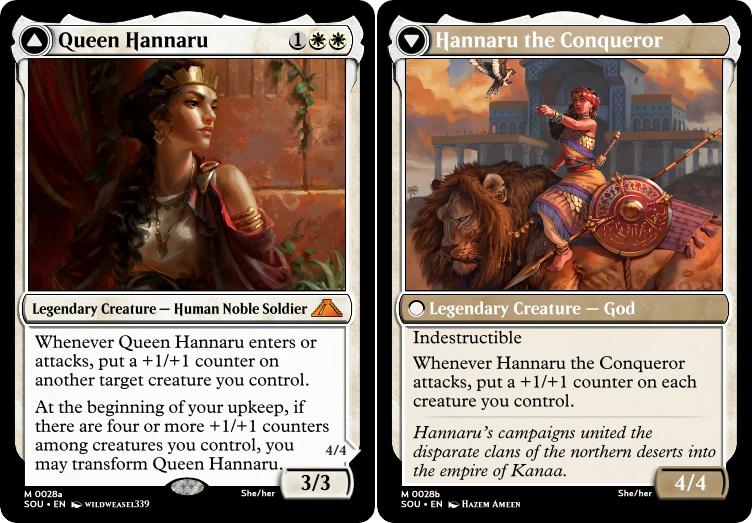 Queen Hannaru
1
Legendary Creature — Human Noble Soldier
Whenever Queen Hannaru enters or
attacks, put a +1/+1 counter on
another target creature you control.
At the beginning of your upkeep, if
there are four or more +1/+1 counters
among creatures you control, you
may transform Queen Hannaru.
4/4
3/3
M 0028a
She/her
SOU • EN WILDWEASEL339
Hannaru the Conqueror
Legendary Creature — God
Indestructible
Whenever Hannaru the Conqueror
attacks, put a +1/+1 counter on each
creature you control.
Hannaru's campaigns united the
disparate clans of the northern deserts into
the empire of Kanaa.
4/4
M 0028b
She/her
SOU • EN HAZEM AMEEN